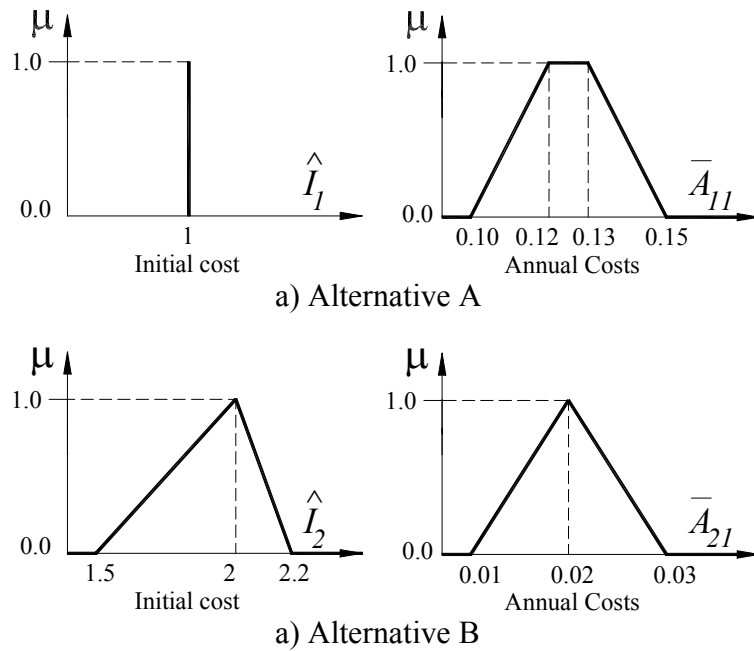 μ
μ
1.0
1.0
Î₁
A̅₁₁
0.0
0.0
1
0.10 0.12 0.13 0.15
Initial cost
Annual Costs
a) Alternative A
μ
μ
1.0
1.0
Î₂
A̅₂₁
0.0
0.0
1.5 2 2.2
0.01 0.02 0.03
Initial cost
Annual Costs
a) Alternative B